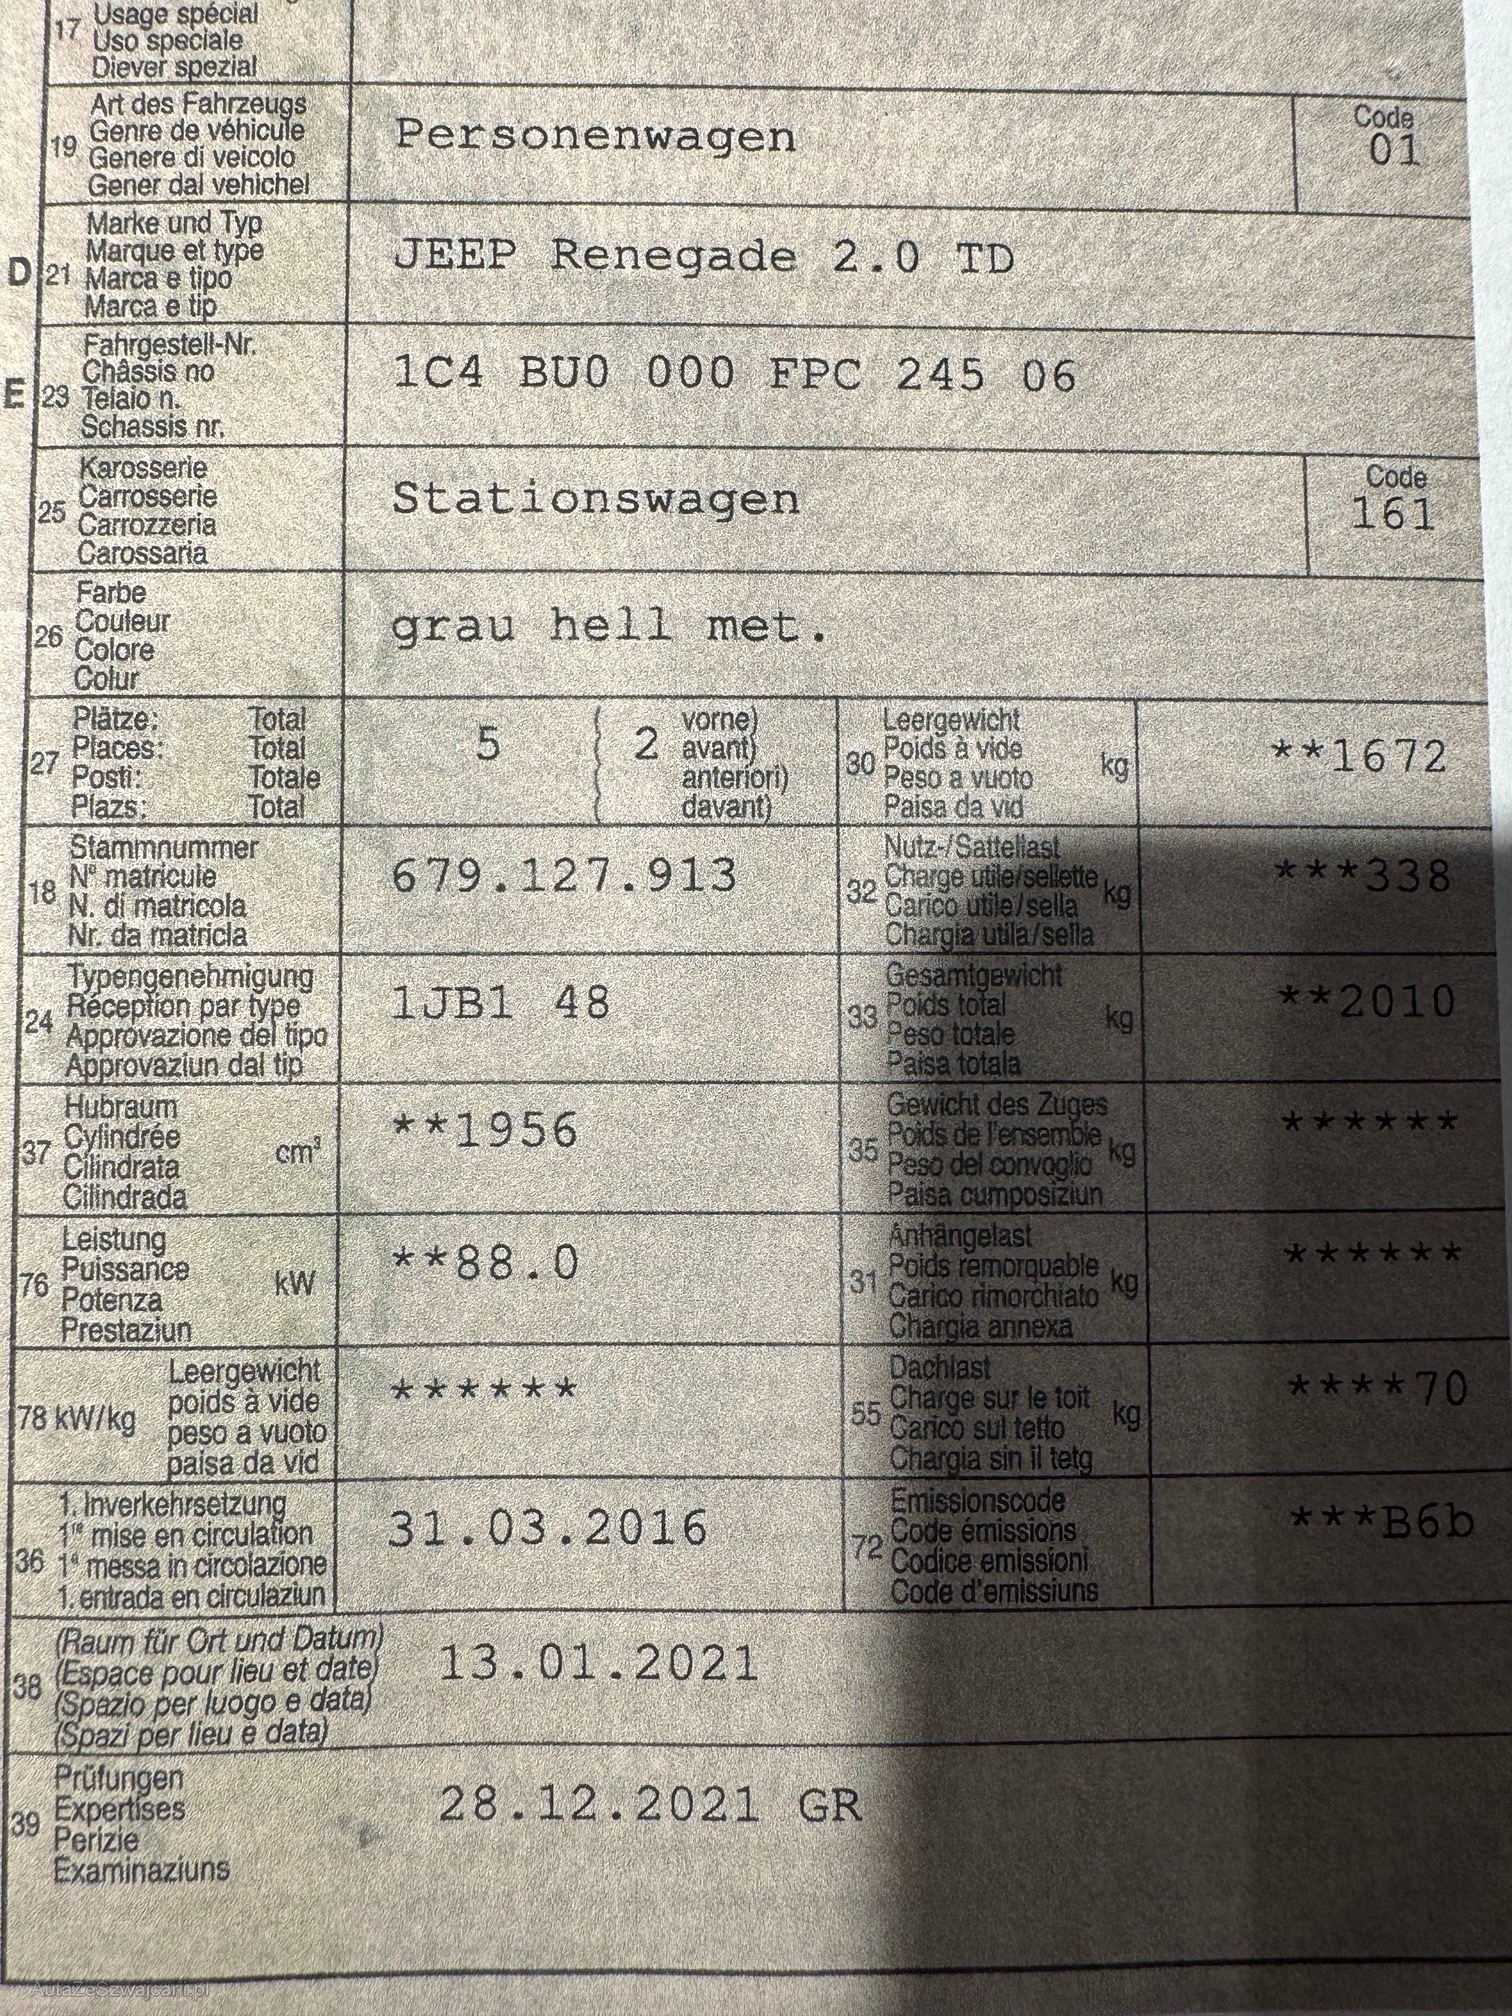 17 Usage spécial
Uso speciale
Diever spezial
19 Art des Fahrzeugs
Genre de véhicule
Genere di veicolo
Gener dal vehichel
Personenwagen
Code
01
D 21 Marke und Typ
Marque et type
Marca e tipo
Marca e tip
JEEP Renegade 2.0 TD
E 23 Fahrgestell-Nr.
Châssis no
Telaio n.
Schassis nr.
1C4 BU0 000 FPC 245 06
25 Karosserie
Carrosserie
Carrozzeria
Carossaria
Stationswagen
Code
161
26 Farbe
Couleur
Colore
Colur
grau hell met.
27 Plätze: Total
Places: Total
Posti: Totale
Plazs: Total
5 2 vorne)
avant)
anteriori)
davant)
30 Leergewicht
Poids à vide
Peso a vuoto
Paisa da vid
kg
**1672
18 Stammnummer
N° matricule
N. di matricola
Nr. da matricla
679.127.913
32 Nutz-/Sattellast
Charge utile/sellette
Carico utile/sella
Chargia utila/sella
kg
***338
24 Typengenehmigung
Réception par type
Approvazione del tipo
Approvaziun dal tip
1JB1 48
33 Gesamtgewicht
Poids total
Peso totale
Paisa totala
kg
**2010
37 Hubraum
Cylindrée
Cilindrata
Cilindrada
cm³
**1956
35 Gewicht des Zuges
Poids de l'ensemble
Peso del convoglio
Paisa cumposiziun
kg
******
76 Leistung
Puissance
Potenza
Prestaziun
kW
**88.0
31 Anhängelast
Poids remorquable
Carico rimorchiato
Chargia annexa
kg
******
78 kW/kg Leergewicht
poids à vide
peso a vuoto
paisa da vid
******
55 Dachlast
Charge sur le toit
Carico sul tetto
Chargia sin il tetg
kg
****70
36 1. Inverkehrsetzung
1re mise en circulation
1a messa in circolazione
1. entrada en circulaziun
31.03.2016
72 Emissionscode
Code émissions
Codice emissioni
Code d'emissiuns
***B6b
38 (Raum für Ort und Datum)
(Espace pour lieu et date)
(Spazio per luogo e data)
(Spazi per lieu e data)
13.01.2021
39 Prüfungen
Expertises
Perizie
Examinaziuns
28.12.2021 GR
AutazeSzwajcarii.pl